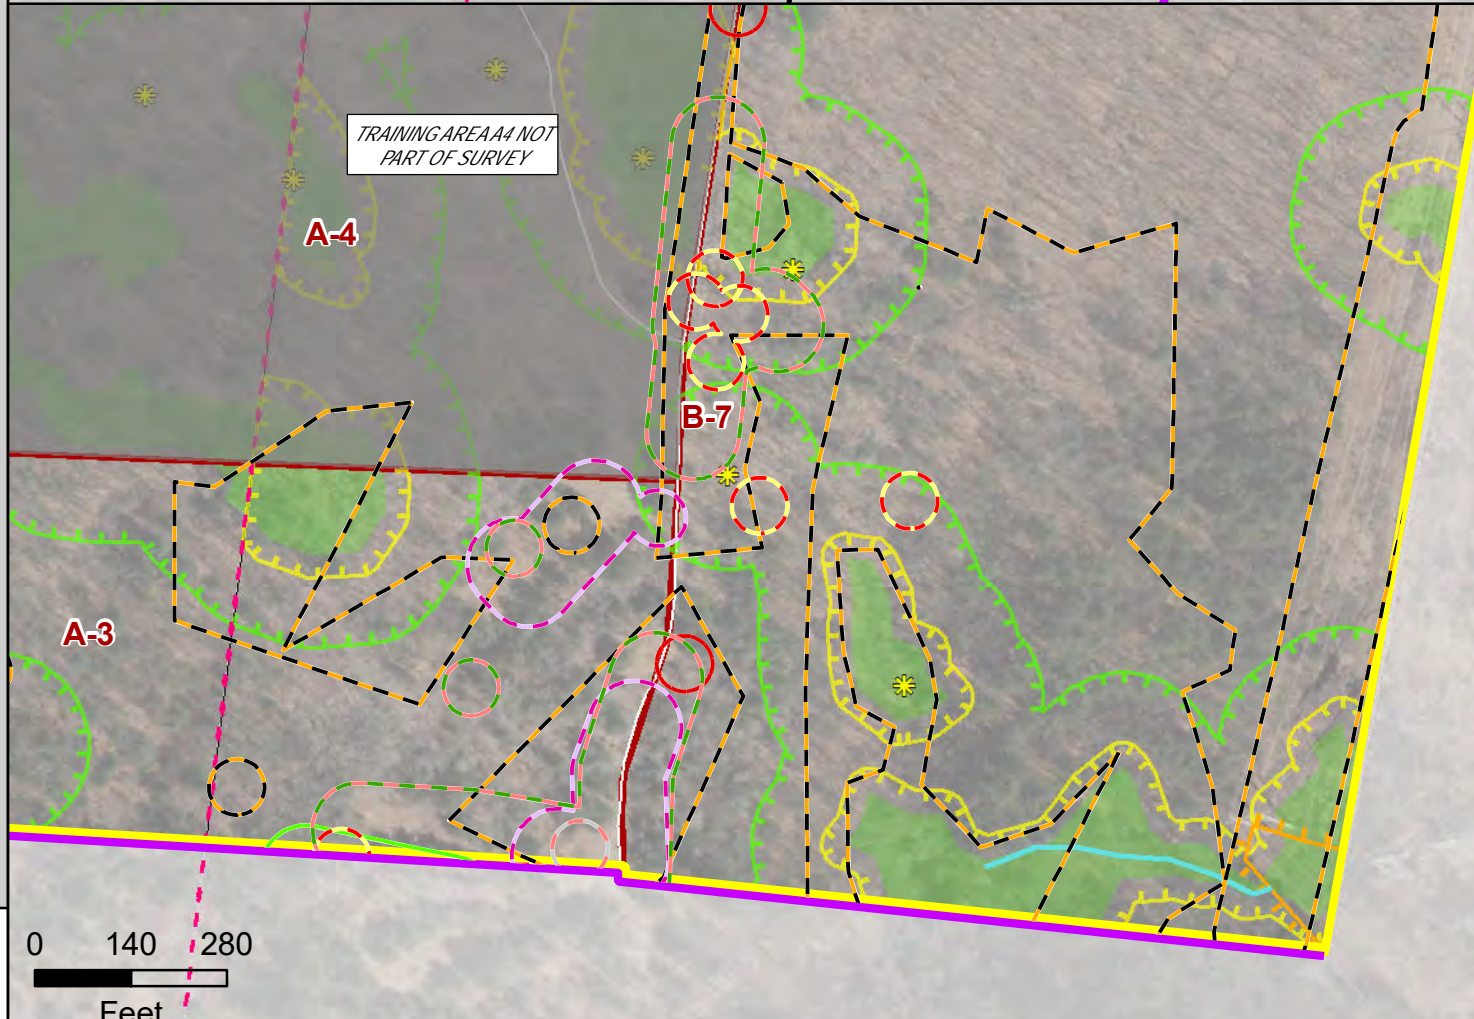 TRAINING AREA A4 NOT
PART OF SURVEY
A-4
B-7
A-3
0 140 280
Feet